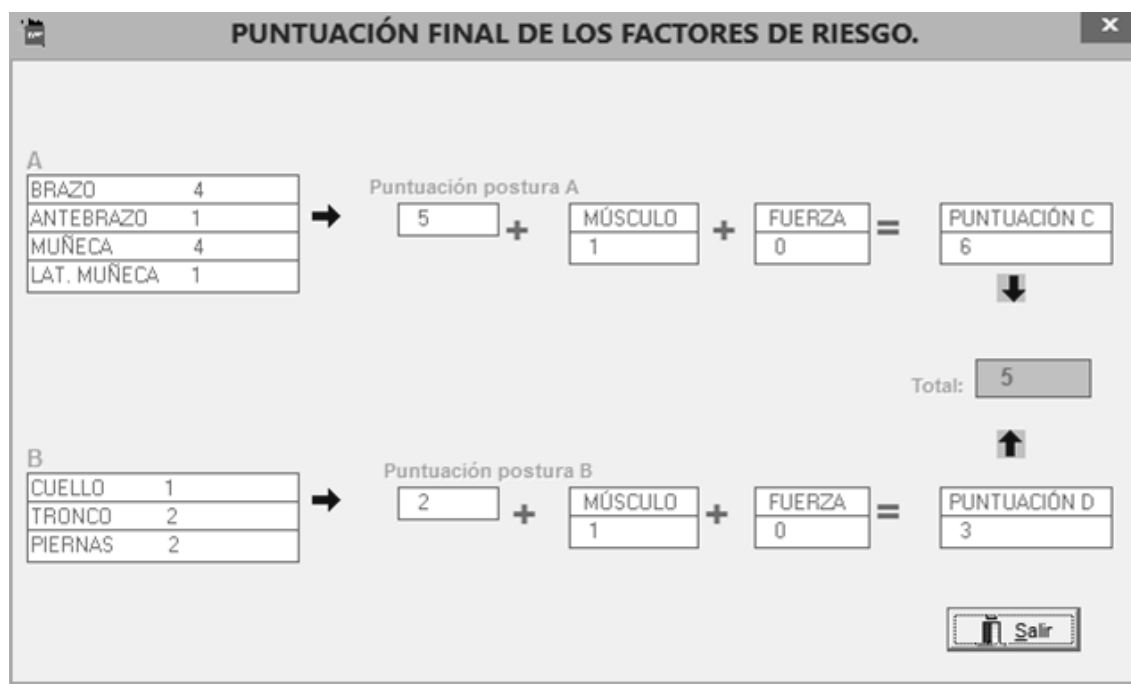 PUNTUACIÓN FINAL DE LOS FACTORES DE RIESGO.
A
BRAZO 4
ANTEBRAZO 1
MUÑECA 4
LAT. MUÑECA 1
Puntuación postura A
5 + MÚSCULO + FUERZA = PUNTUACIÓN C
1 0 6
Total: 5
B
CUELLO 1
TRONCO 2
PIERNAS 2
Puntuación postura B
2 + MÚSCULO + FUERZA = PUNTUACIÓN D
1 0 3
Salir